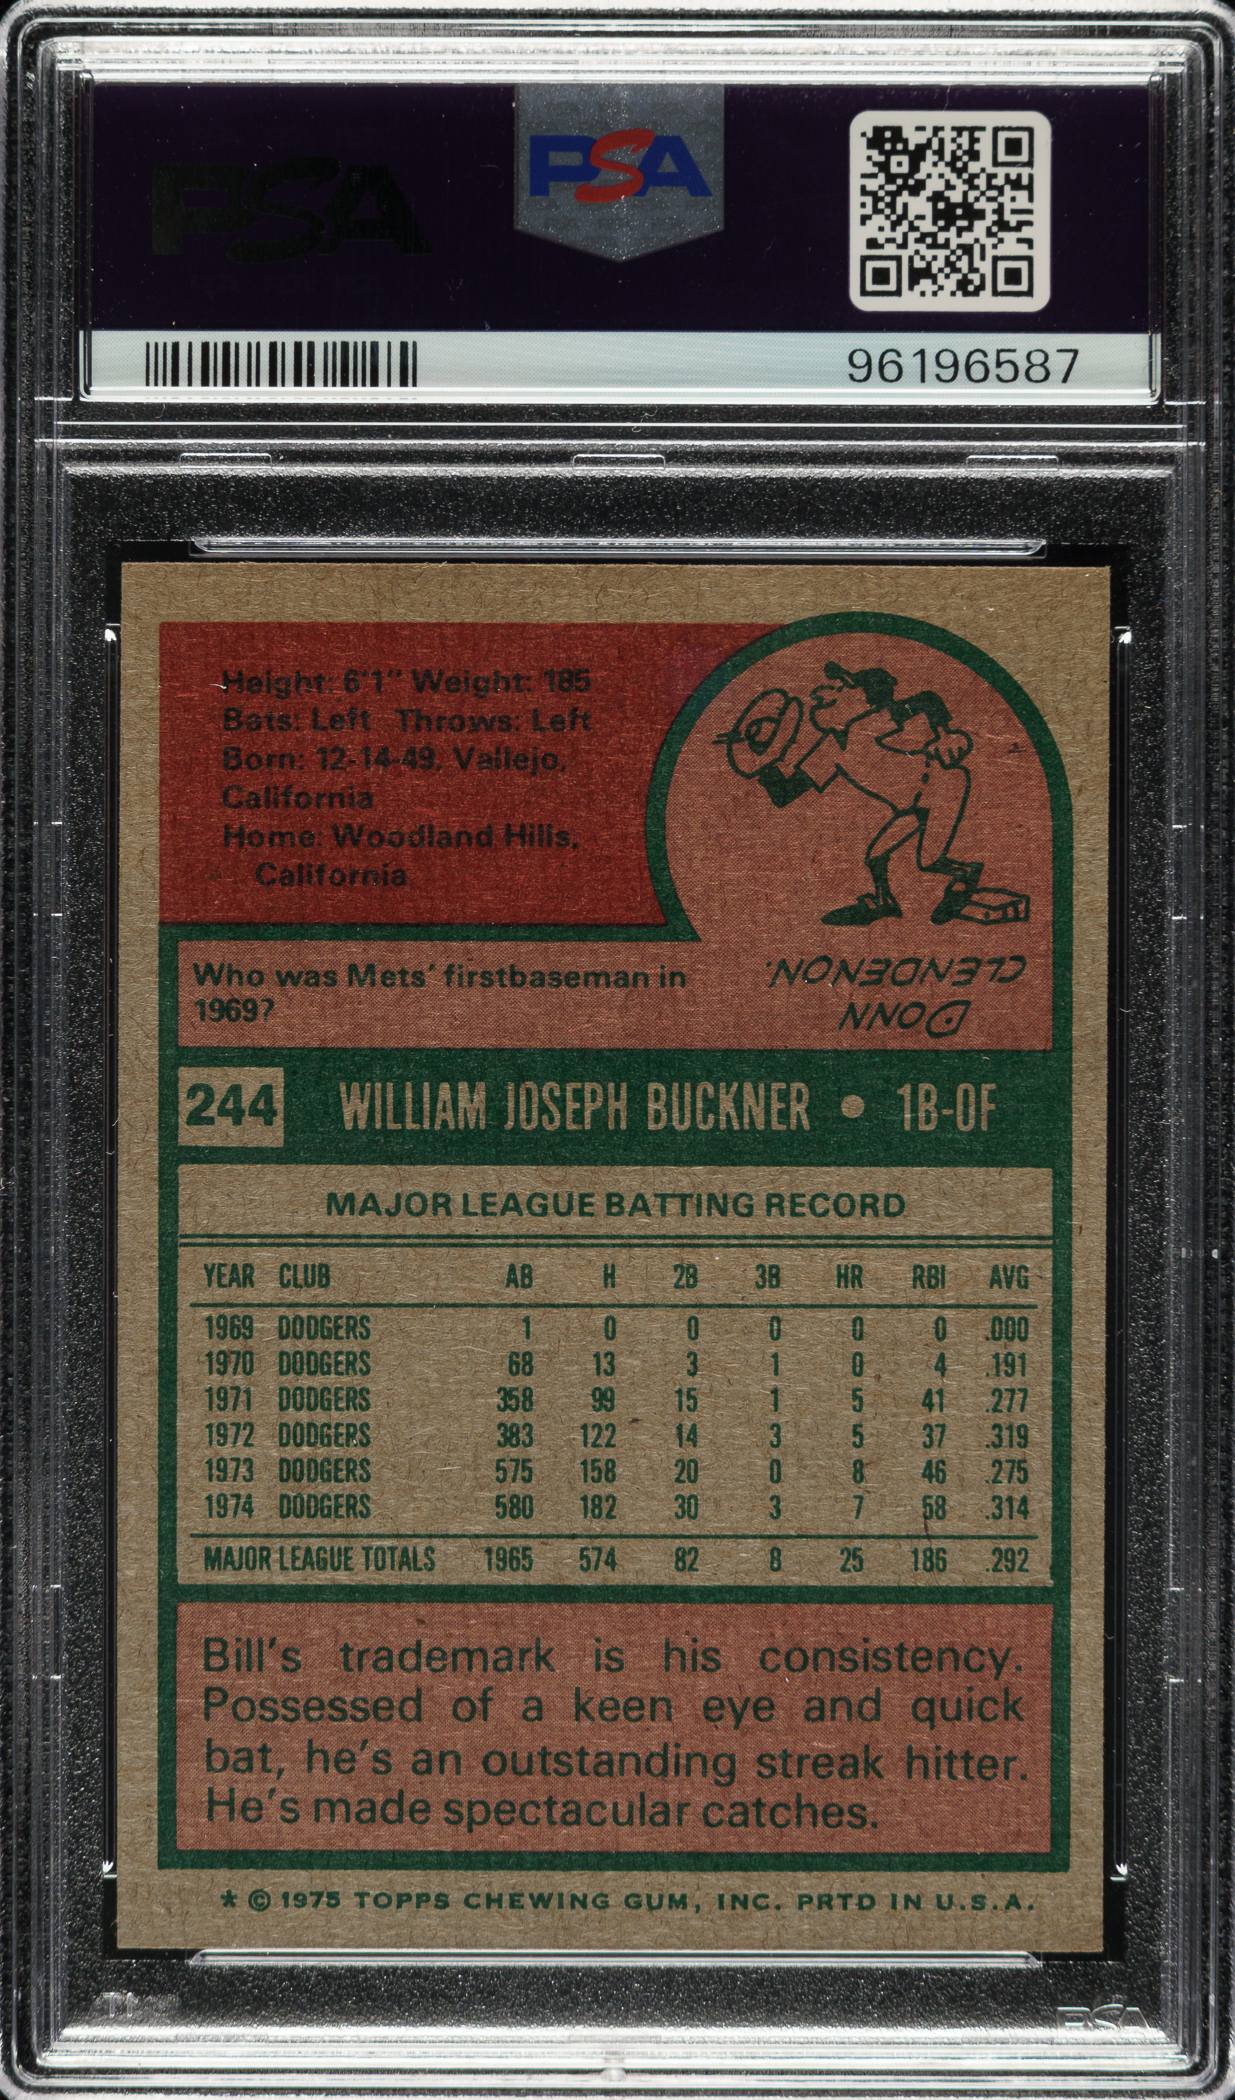 PSA
PSA
96196587
Height: 6'1" Weight: 185
Bats: Left Throws: Left
Born: 12-14-49, Vallejo,
California
Home: Woodland Hills,
California
Who was Mets' firstbaseman in
1969?
DONN
CLENDENON.
244 WILLIAM JOSEPH BUCKNER • 1B-OF
MAJOR LEAGUE BATTING RECORD
YEAR CLUB AB H 2B 3B HR RBI AVG
1969 DODGERS 1 0 0 0 0 0 .000
1970 DODGERS 68 13 3 1 0 4 .191
1971 DODGERS 358 99 15 1 5 41 .277
1972 DODGERS 383 122 14 3 5 37 .319
1973 DODGERS 575 158 20 0 8 46 .275
1974 DODGERS 580 182 30 3 7 58 .314
MAJOR LEAGUE TOTALS 1965 574 82 8 25 186 .292
Bill's trademark is his consistency.
Possessed of a keen eye and quick
bat, he's an outstanding streak hitter.
He's made spectacular catches.
* © 1975 TOPPS CHEWING GUM, INC. PRTD IN U.S.A.
PSA